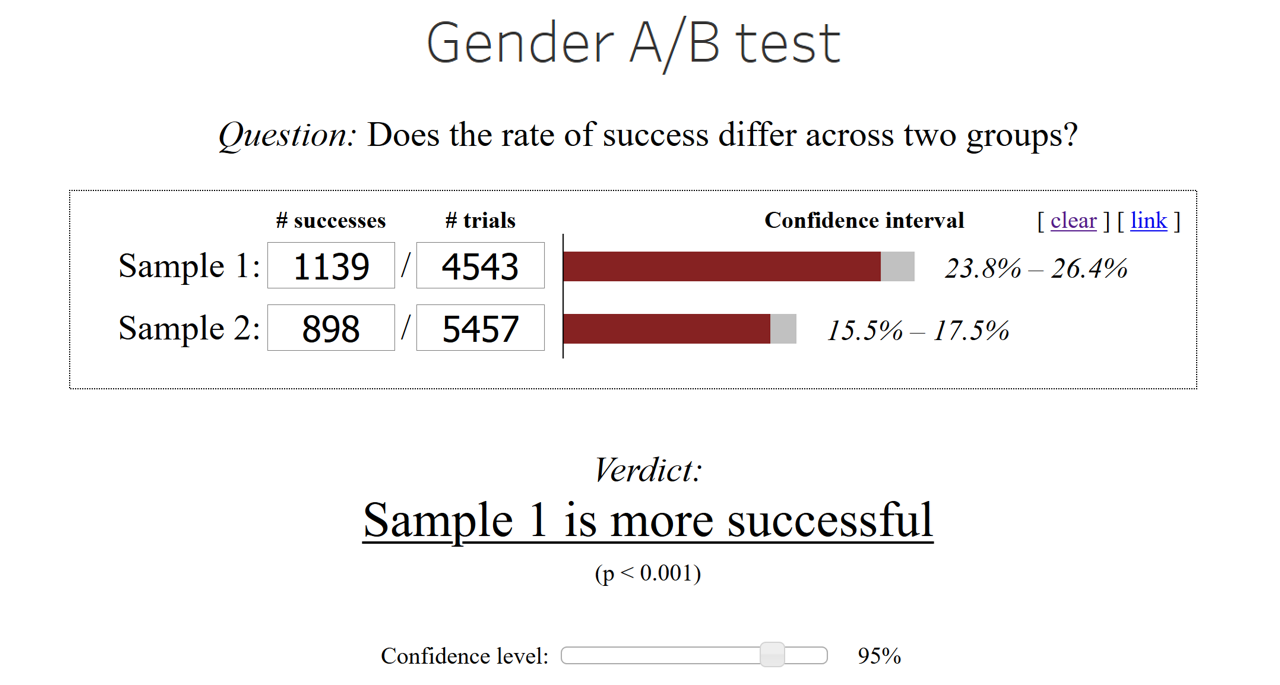 Gender A/B test
Question: Does the rate of success differ across two groups?
# successes # trials Confidence interval [ clear ] [ link ]
Sample 1: 1139 / 4543 23.8% – 26.4%
Sample 2: 898 / 5457 15.5% – 17.5%
Verdict:
Sample 1 is more successful
(p < 0.001)
Confidence level: 95%